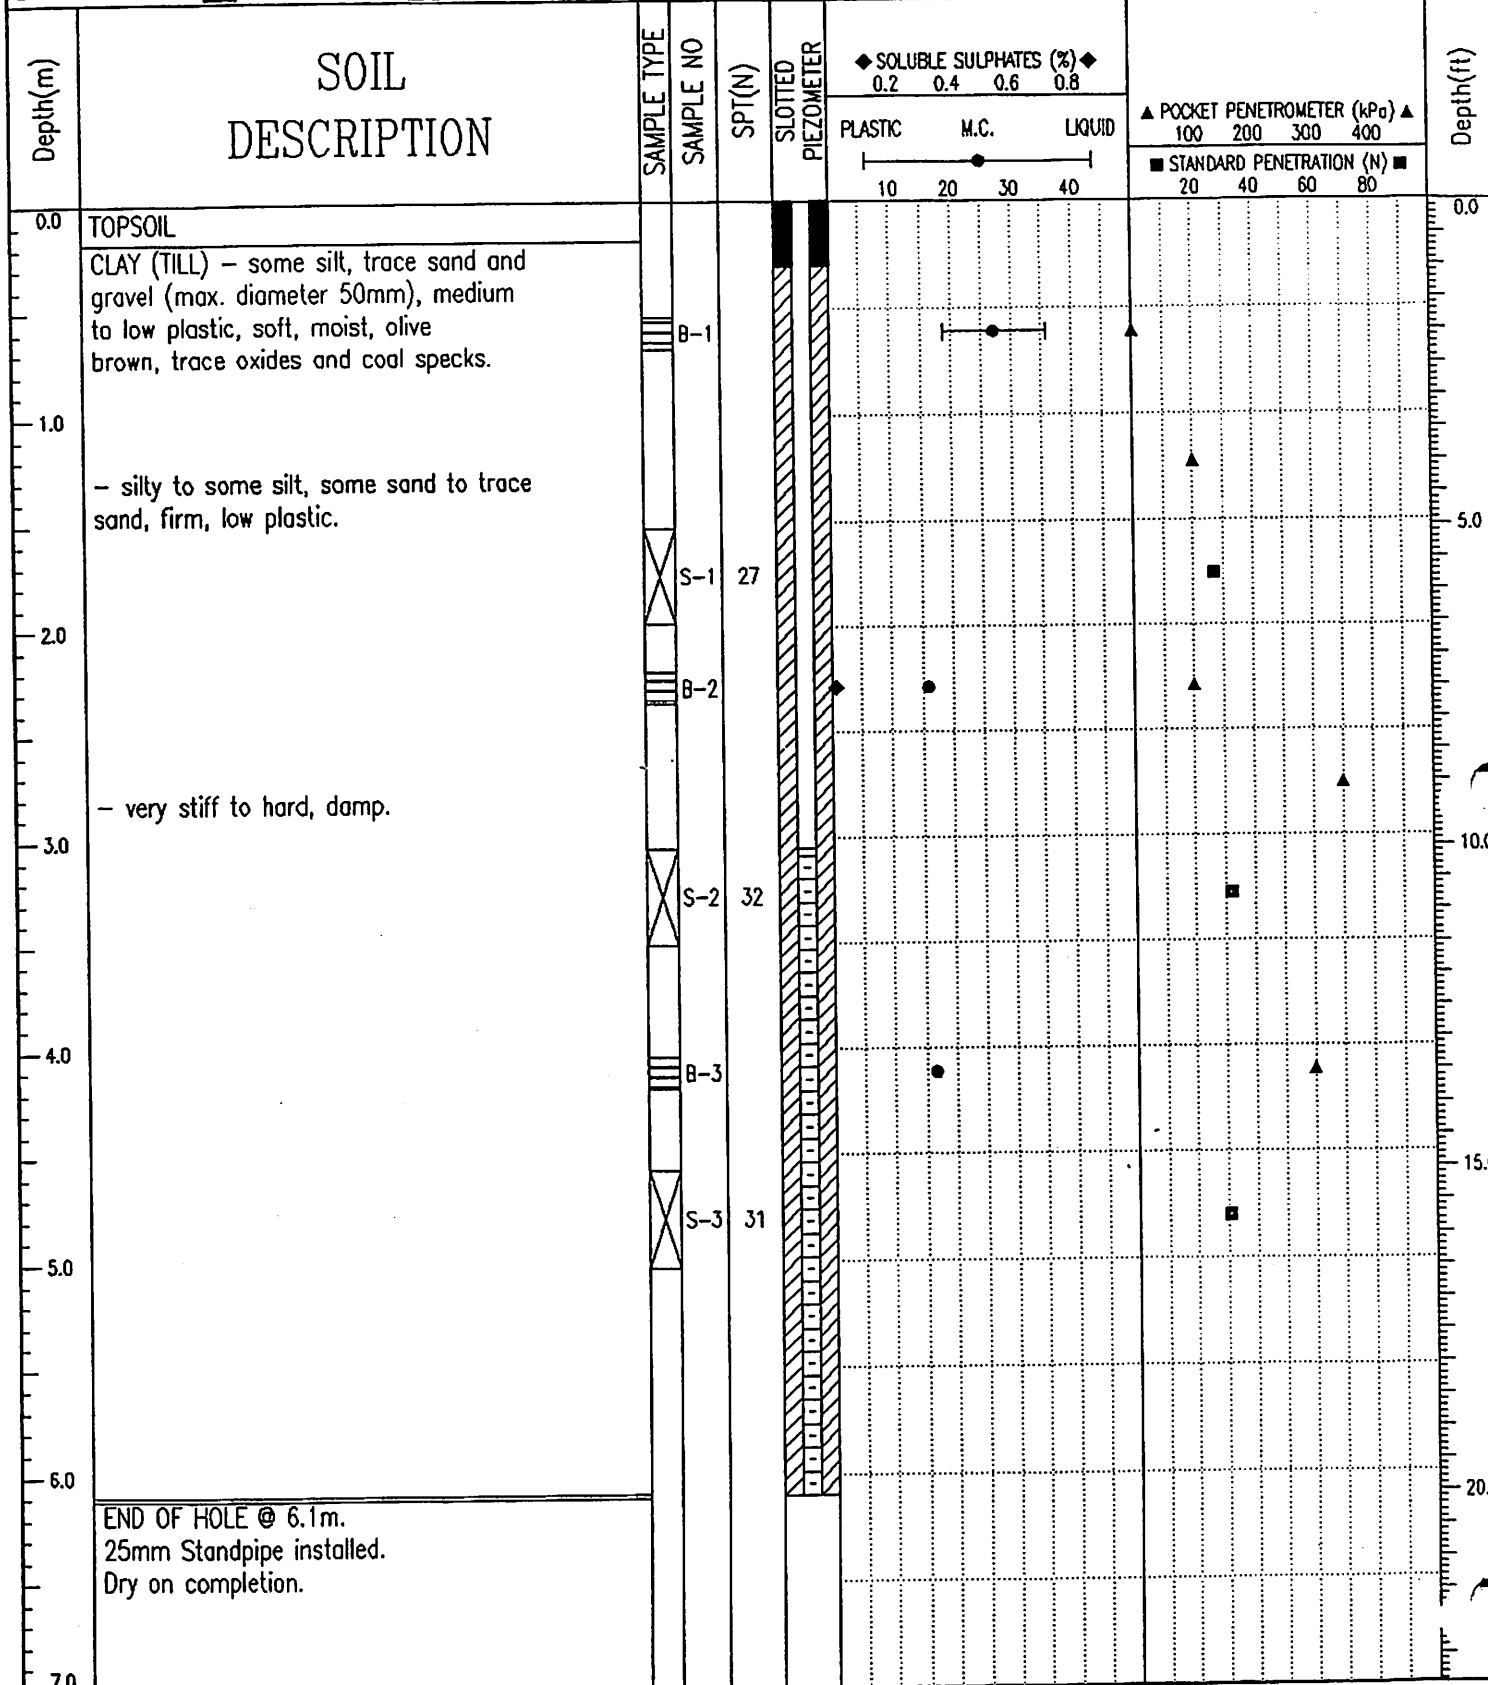 Depth(m)
SOIL
DESCRIPTION
SAMPLE TYPE
SAMPLE NO
SPT(N)
SLOTTED
PIEZOMETER
◆ SOLUBLE SULPHATES (%) ◆
0.2 0.4 0.6 0.8
PLASTIC M.C. LIQUID
10 20 30 40
▲ POCKET PENETROMETER (kPa) ▲
100 200 300 400
■ STANDARD PENETRATION (N) ■
20 40 60 80
Depth(ft)
0.0
TOPSOIL
0.0
CLAY (TILL) – some silt, trace sand and
gravel (max. diameter 50mm), medium
to low plastic, soft, moist, olive
brown, trace oxides and coal specks.
B-1
1.0
– silty to some silt, some sand to trace
sand, firm, low plastic.
5.0
S-1 27
2.0
B-2
– very stiff to hard, damp.
3.0
10.0
S-2 32
4.0
B-3
15.
S-3 31
5.0
6.0
20.
END OF HOLE @ 6.1m.
25mm Standpipe installed.
Dry on completion.
7.0